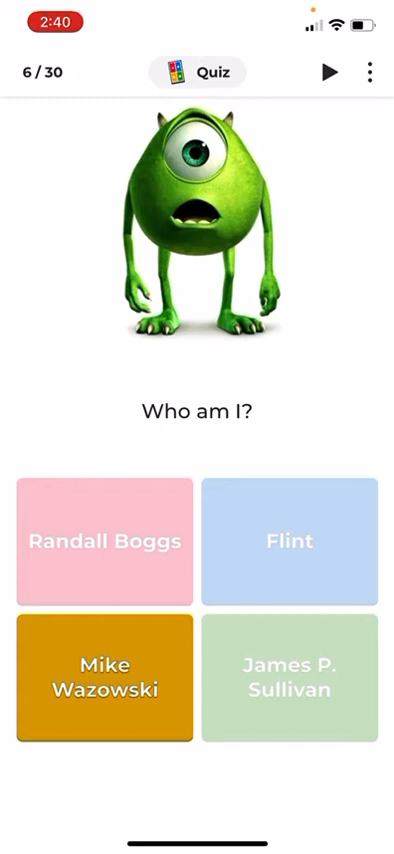 2:40
6 / 30
Quiz
Who am I?
Randall Boggs
Flint
Mike
Wazowski
James P.
Sullivan